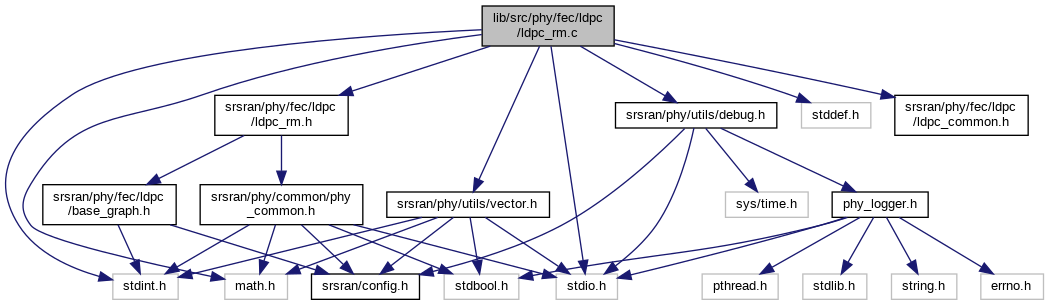 lib/src/phy/fec/ldpc
/ldpc_rm.c
srsran/phy/fec/ldpc
/ldpc_rm.h
srsran/phy/utils/debug.h
stddef.h
srsran/phy/fec/ldpc
/ldpc_common.h
srsran/phy/fec/ldpc
/base_graph.h
srsran/phy/common/phy
_common.h
srsran/phy/utils/vector.h
sys/time.h
phy_logger.h
stdint.h
math.h
srsran/config.h
stdbool.h
stdio.h
pthread.h
stdlib.h
string.h
errno.h